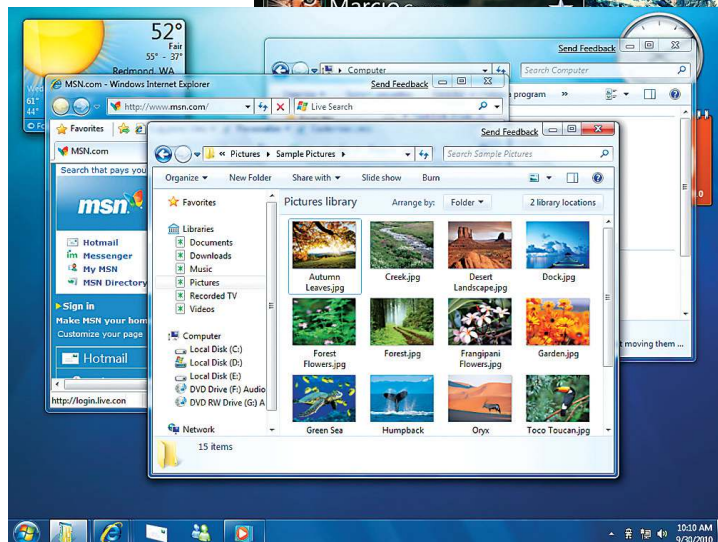 Marcio
52°
Fair
55° - 37°
Redmond, WA
61°
44°
Send Feedback
Computer
Search Computer
a program »
MSN.com - Windows Internet Explorer
Send Feedback
http://www.msn.com/
Live Search
Favorites
MSN.com
Search that pays you
msn
Hotmail
Messenger
My MSN
MSN Directory
Sign in
Make MSN your hom
Customize your page
Hotmail
http://login.live.con
Send Feedback
« Pictures Sample Pictures
Search Sample Pictures
Organize New Folder Share with Slide show Burn
Favorites
Libraries
Documents
Downloads
Music
Pictures
Recorded TV
Videos
Computer
Local Disk (C:)
Local Disk (D:)
Local Disk (E:)
DVD Drive (F:) Audio
DVD RW Drive (G:) A
Network
Pictures library
Arrange by: Folder
2 library locations
Autumn
Leaves.jpg
Creek.jpg
Desert
Landscape.jpg
Dock.jpg
Forest
Flowers.jpg
Forest.jpg
Frangipani
Flowers.jpg
Garden.jpg
Green Sea
Humpback
Oryx
Toco Toucan.jpg
15 items
t moving them ...
10:10 AM
9/30/2010